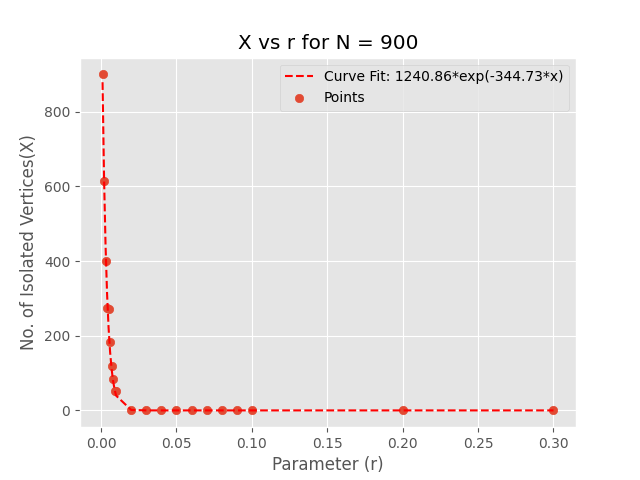 X vs r for N = 900
Curve Fit: 1240.86*exp(-344.73*x)
Points
No. of Isolated Vertices(X)
800
600
400
200
0
0.00 0.05 0.10 0.15 0.20 0.25 0.30
Parameter (r)